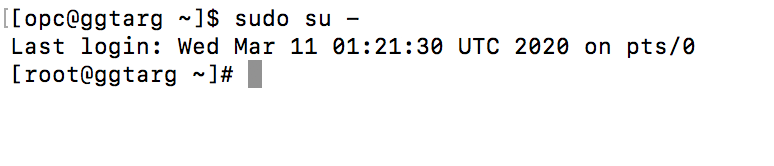 [[opc@ggtarg ~]$ sudo su -
Last login: Wed Mar 11 01:21:30 UTC 2020 on pts/0
[root@ggtarg ~]#